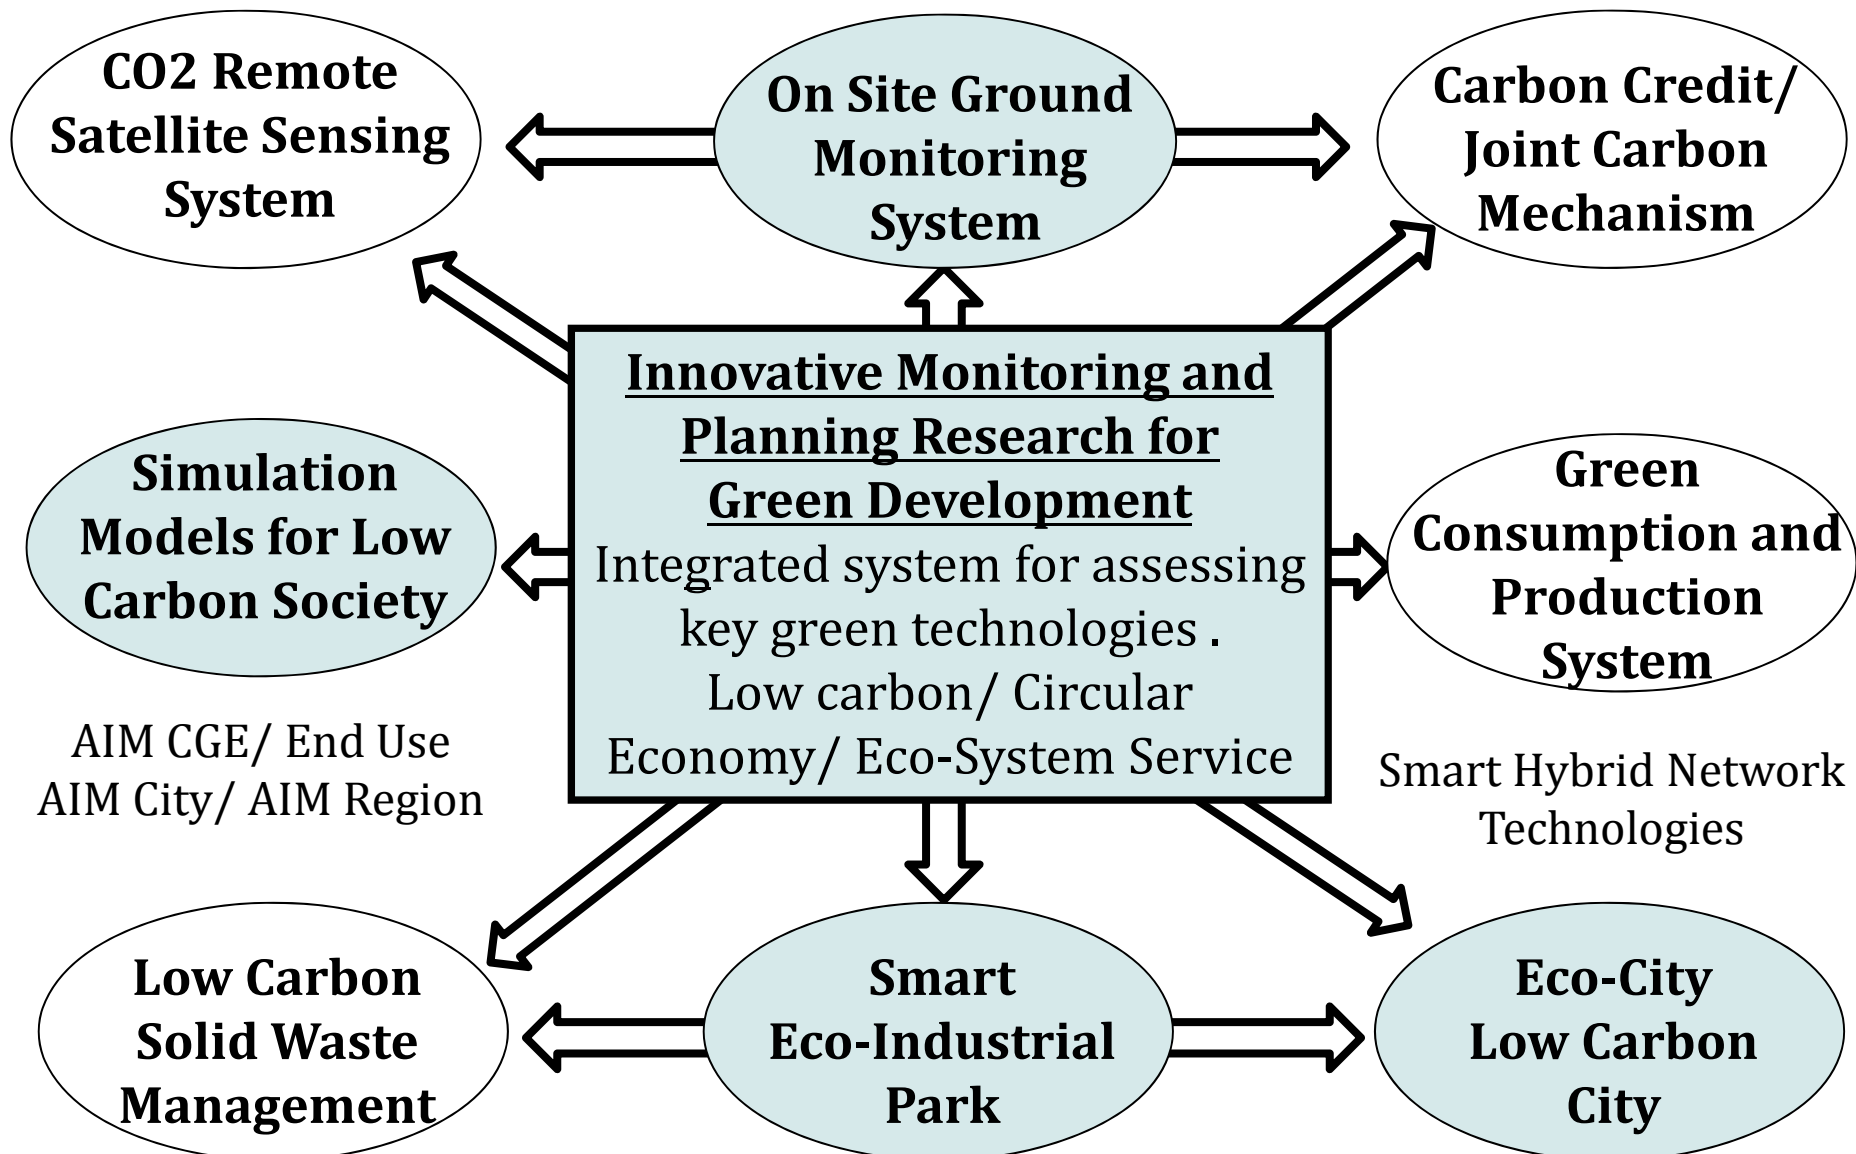 CO2 Remote
Satellite Sensing
System
On Site Ground
Monitoring
System
Carbon Credit/
Joint Carbon
Mechanism
Innovative Monitoring and
Planning Research for
Green Development
Integrated system for assessing
key green technologies .
Low carbon/ Circular
Economy/ Eco-System Service
Simulation
Models for Low
Carbon Society
Green
Consumption and
Production
System
AIM CGE/ End Use
AIM City/ AIM Region
Smart Hybrid Network
Technologies
Low Carbon
Solid Waste
Management
Smart
Eco-Industrial
Park
Eco-City
Low Carbon
City